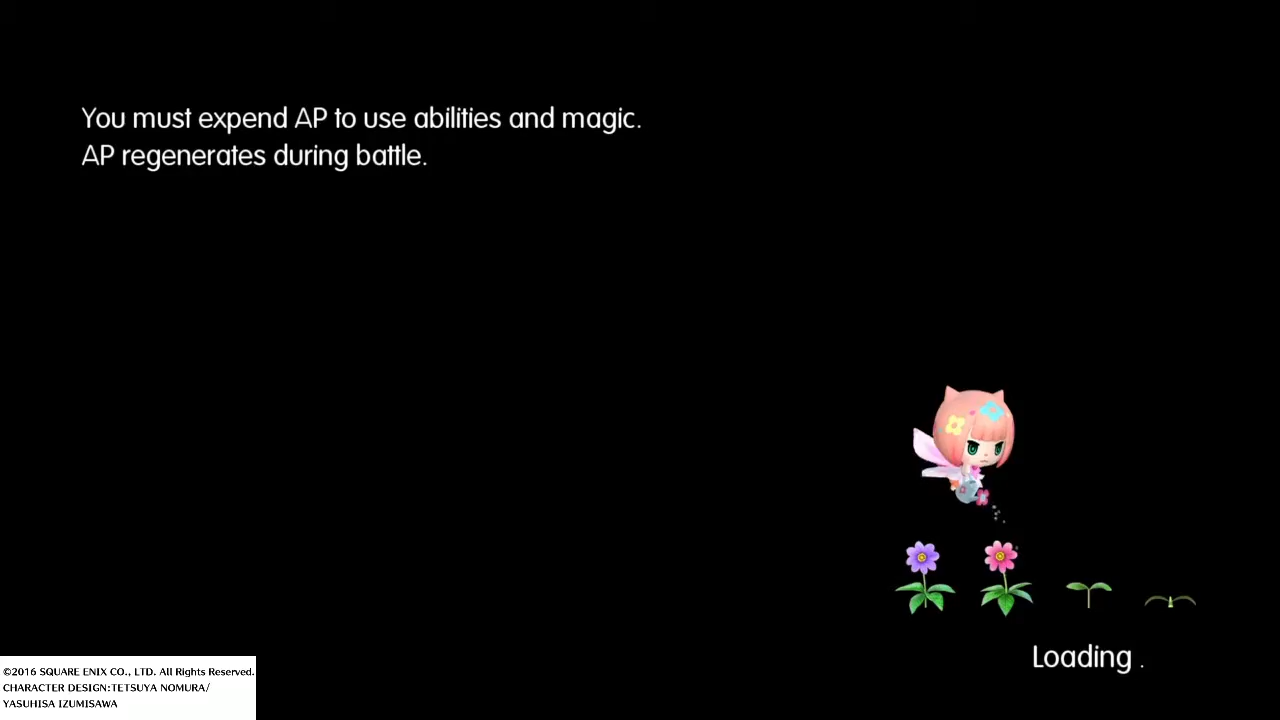 You must expend AP to use abilities and magic.
AP regenerates during battle.
Loading .
©2016 SQUARE ENIX CO., LTD. All Rights Reserved.
CHARACTER DESIGN:TETSUYA NOMURA/
YASUHISA IZUMISAWA